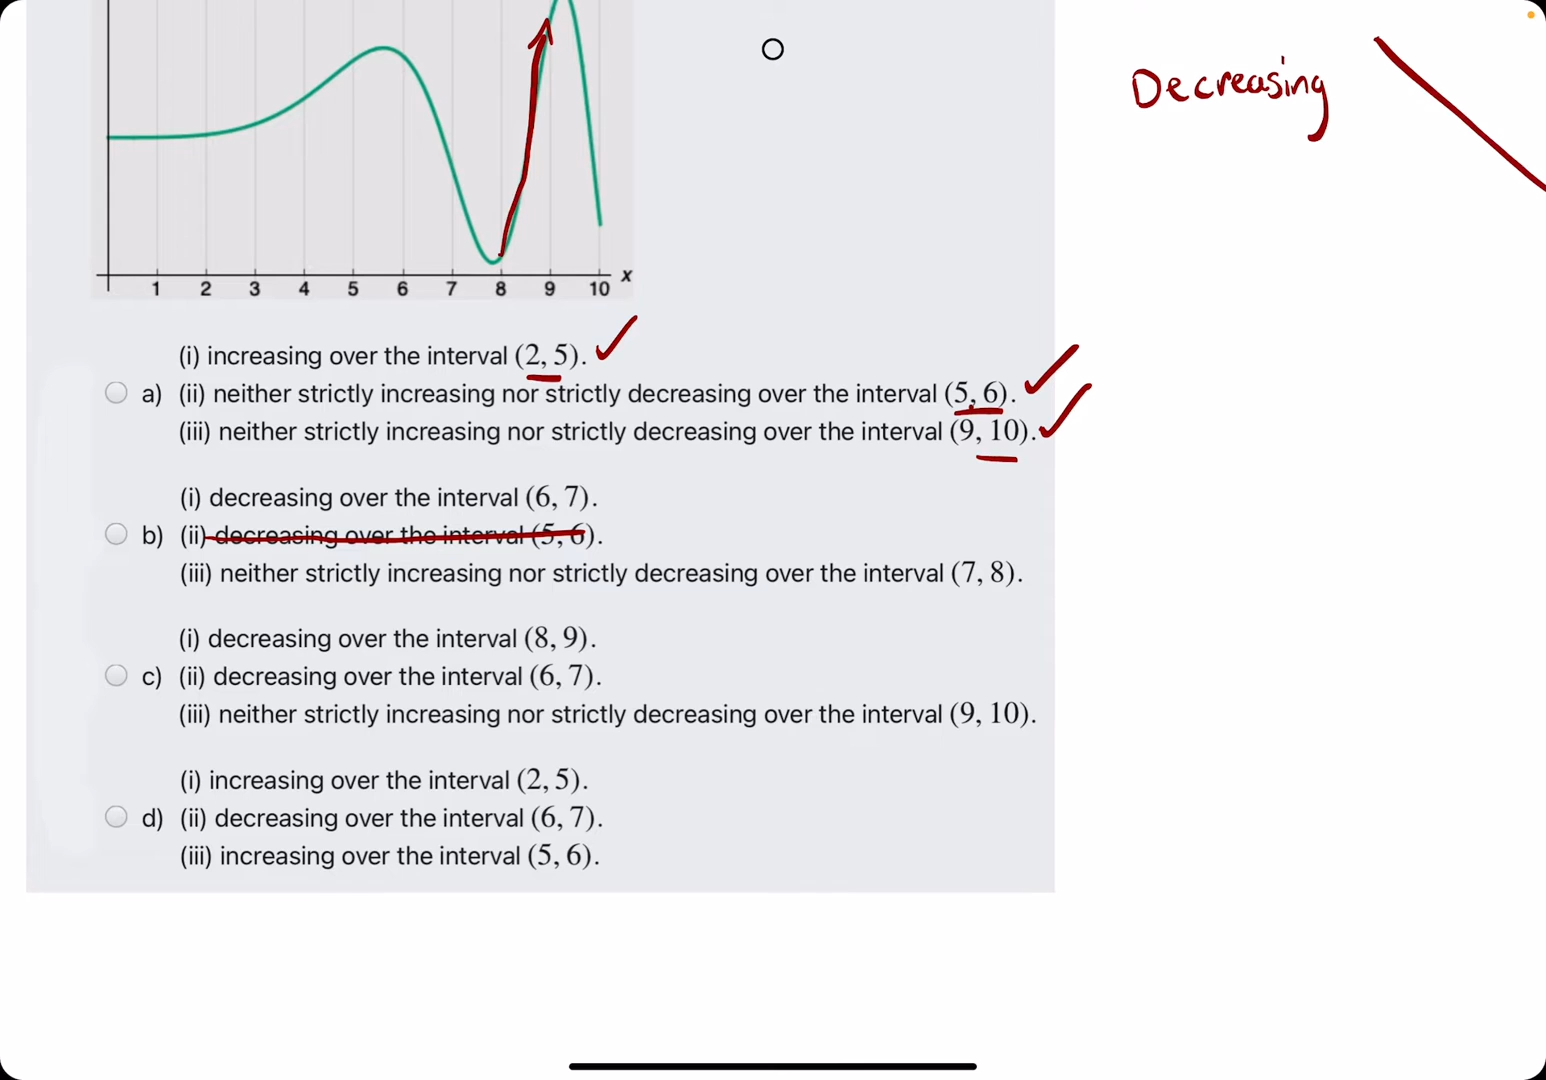 Decreasing
x
1 2 3 4 5 6 7 8 9 10
(i) increasing over the interval (2, 5).
a) (ii) neither strictly increasing nor strictly decreasing over the interval (5, 6).
(iii) neither strictly increasing nor strictly decreasing over the interval (9, 10).
(i) decreasing over the interval (6, 7).
b) (ii) decreasing over the interval (5, 6).
(iii) neither strictly increasing nor strictly decreasing over the interval (7, 8).
(i) decreasing over the interval (8, 9).
c) (ii) decreasing over the interval (6, 7).
(iii) neither strictly increasing nor strictly decreasing over the interval (9, 10).
(i) increasing over the interval (2, 5).
d) (ii) decreasing over the interval (6, 7).
(iii) increasing over the interval (5, 6).